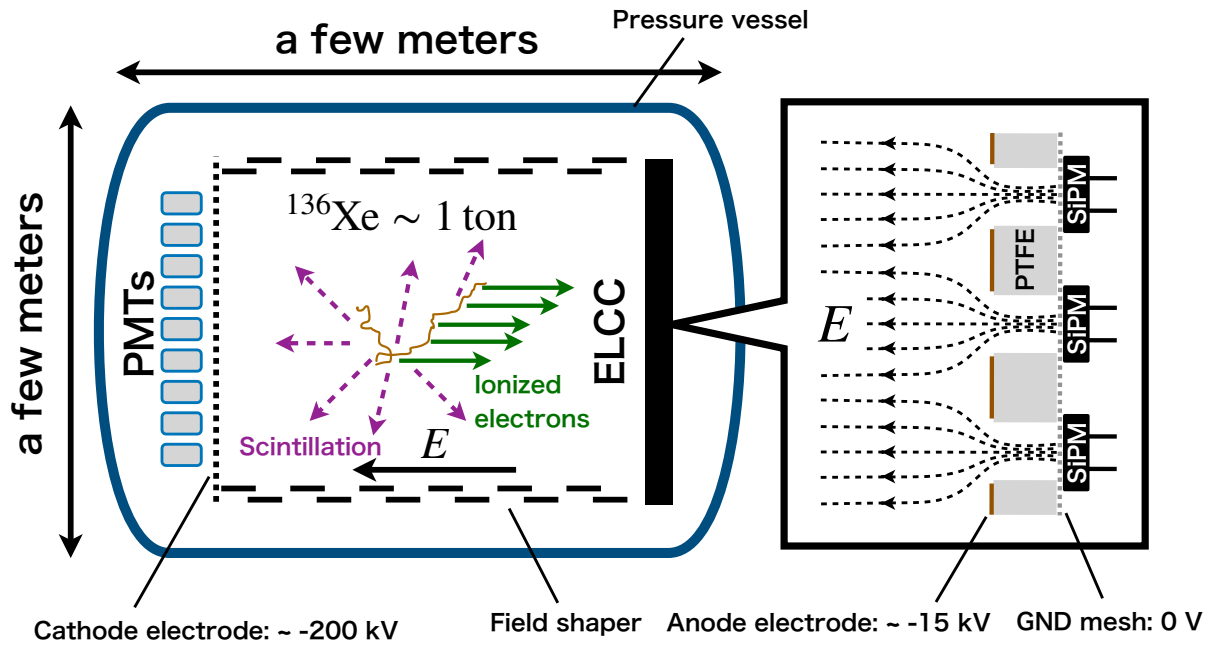 Pressure vessel
a few meters
a few meters
PMTs
¹³⁶Xe ~ 1 ton
ELCC
Ionized
electrons
Scintillation
E
E
PTFE
SiPM
SiPM
SiPM
Cathode electrode: ~ -200 kV
Field shaper
Anode electrode: ~ -15 kV
GND mesh: 0 V